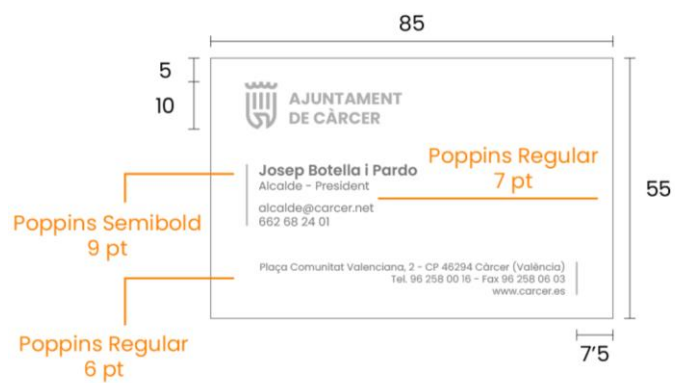 85
5
10
AJUNTAMENT
DE CÀRCER
Josep Botella i Pardo
Alcalde - President
alcalde@carcer.net
662 68 24 01
Poppins Regular
7 pt
55
Poppins Semibold
9 pt
Plaça Comunitat Valenciana, 2 - CP 46294 Càrcer (València)
Tel. 96 258 00 16 - Fax 96 258 06 03
www.carcer.es
Poppins Regular
6 pt
7'5